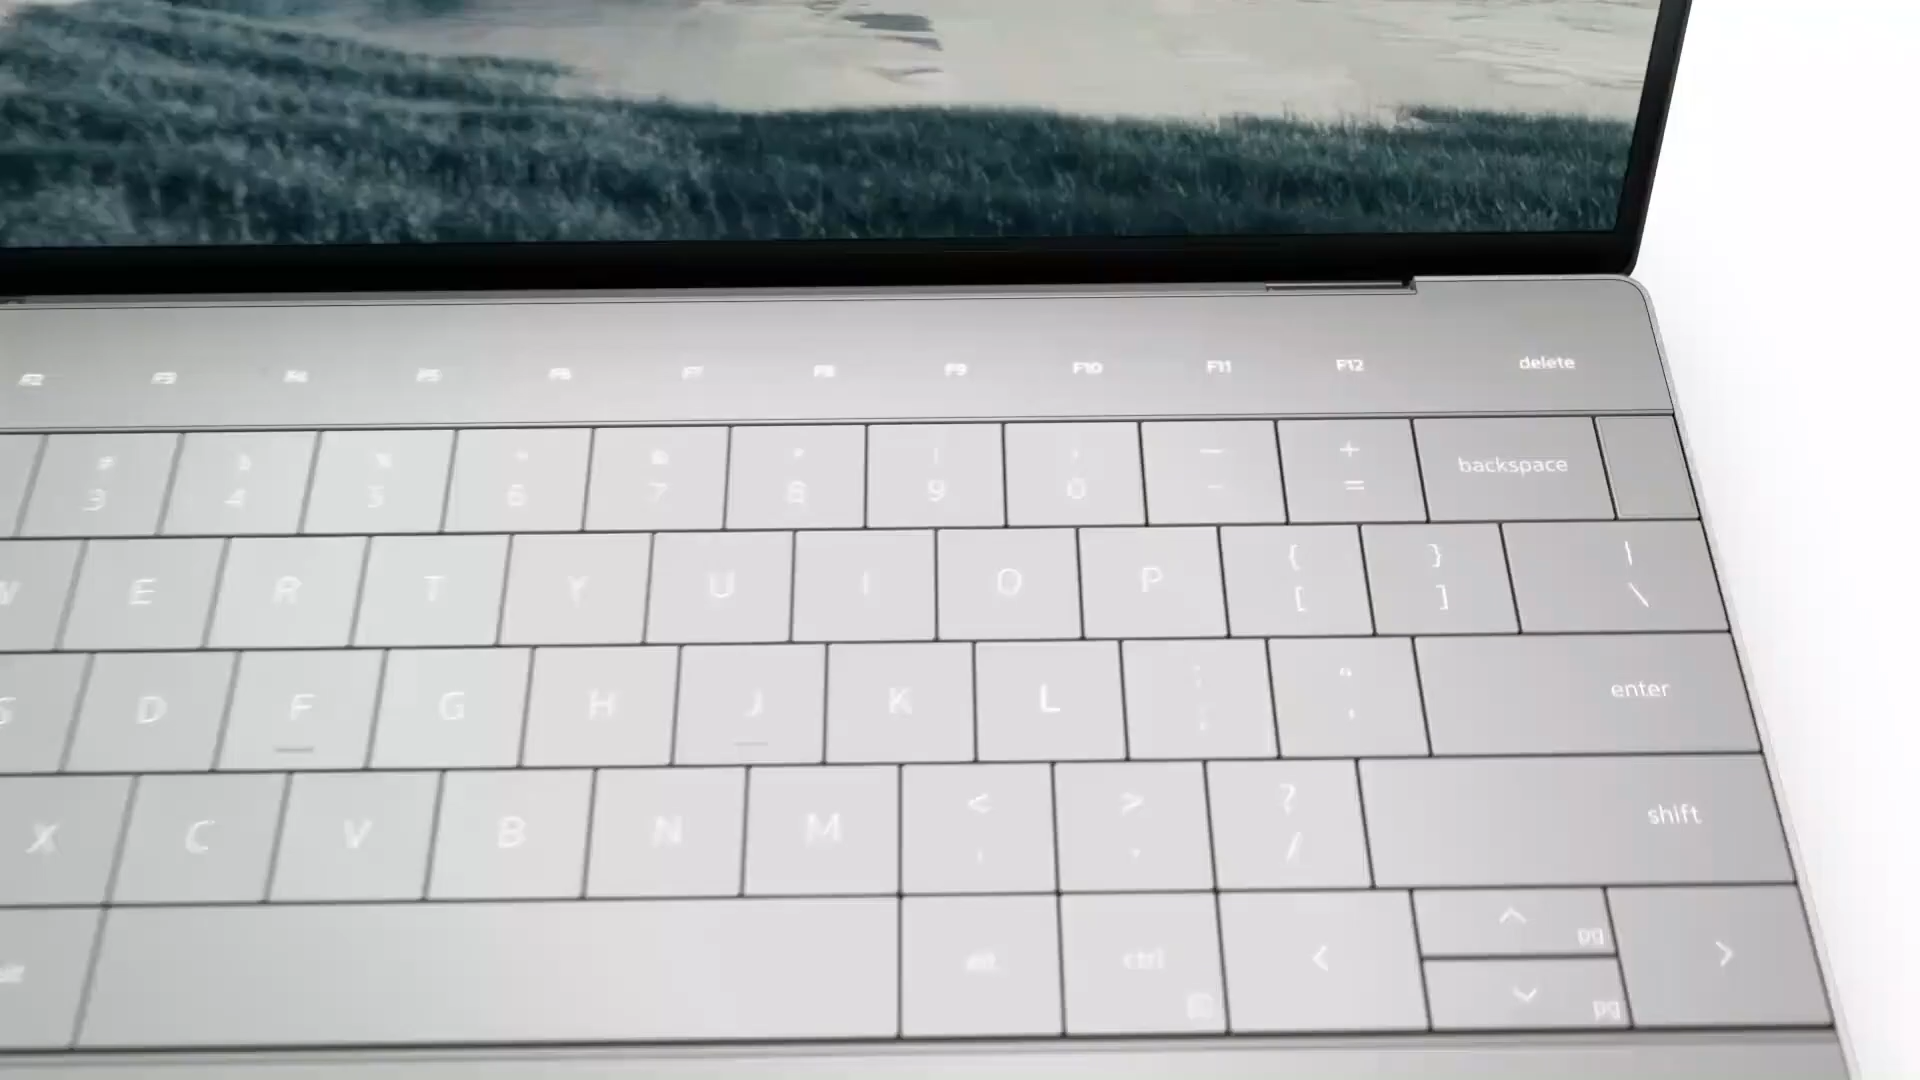 F2 F3 F4 F5 F6 F7 F8 F9 F10 F11 F12 delete
# $ % ^ & * — +
3 4 5 6 7 8 9 0 - = backspace
{ } |
E R T Y U I O P [ ] \
D F G H J K L : ; " ' enter
X C V B N M < , > . ? / shift
alt ctrl < ^ pg >
pg